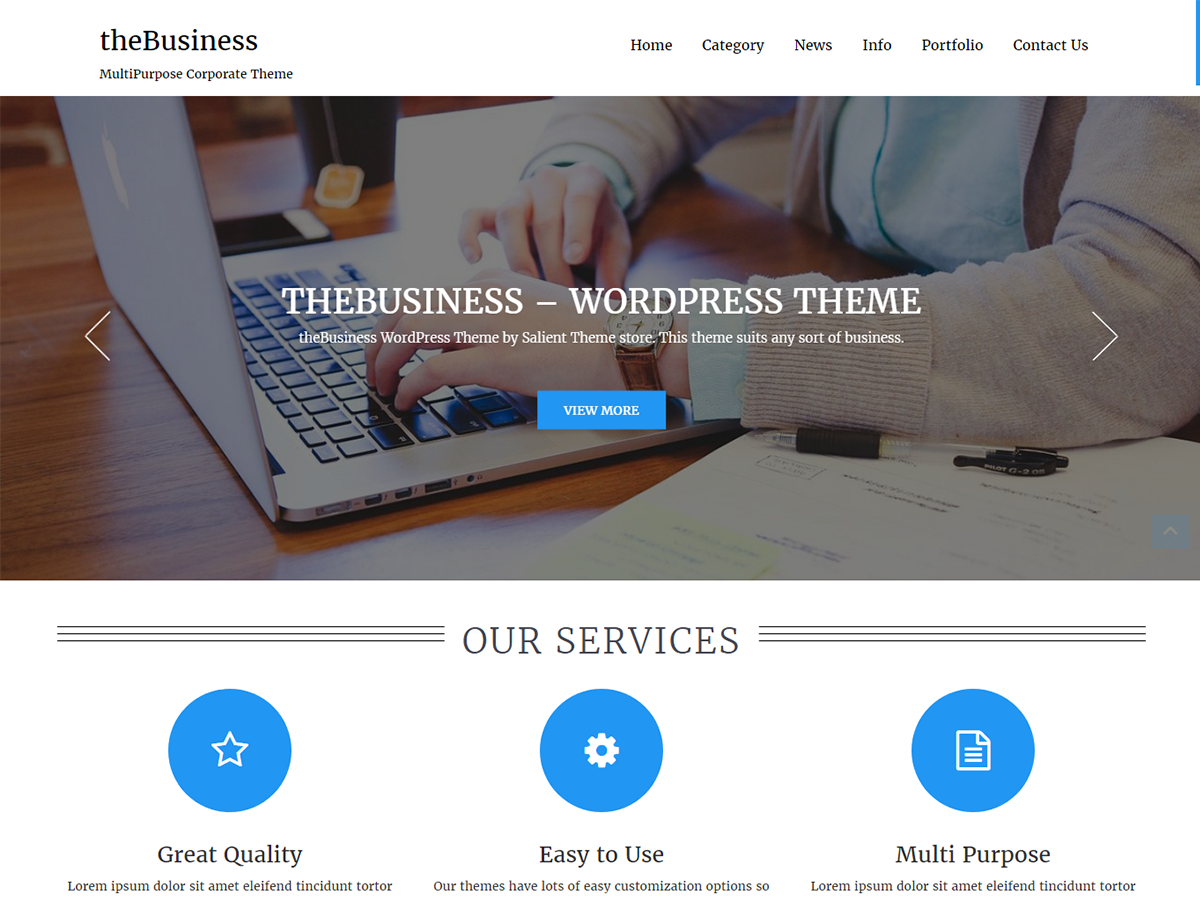 theBusiness
MultiPurpose Corporate Theme
Home Category News Info Portfolio Contact Us
THEBUSINESS – WORDPRESS THEME
theBusiness WordPress Theme by Salient Theme store. This theme suits any sort of business.
VIEW MORE
PILOT G-2 05
OUR SERVICES
Great Quality Easy to Use Multi Purpose
Lorem ipsum dolor sit amet eleifend tincidunt tortor Our themes have lots of easy customization options so Lorem ipsum dolor sit amet eleifend tincidunt tortor